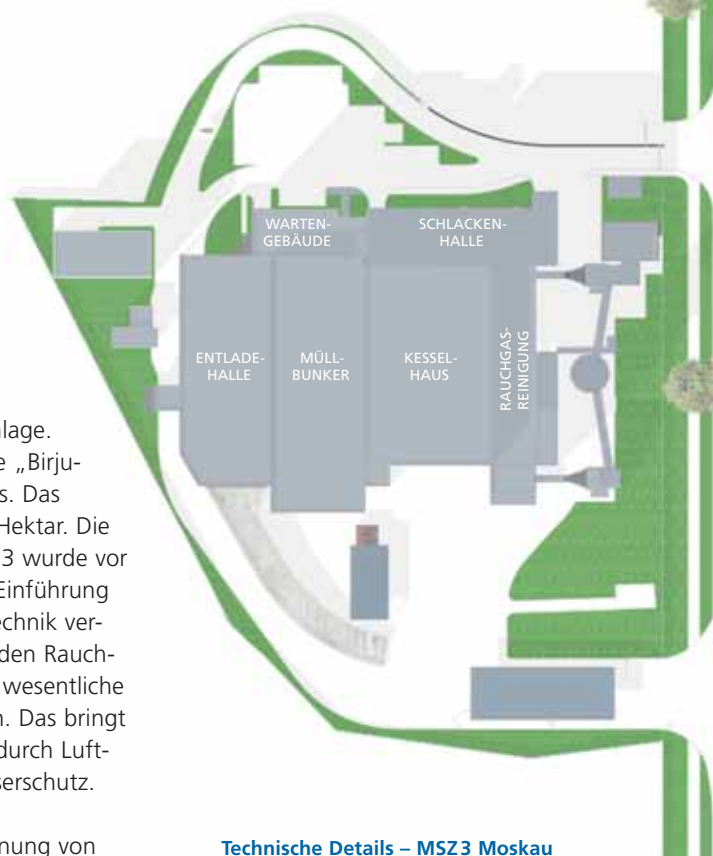 WARTEN-
GEBÄUDE
SCHLACKEN-
HALLE
ENTLADE-
HALLE
MÜLL-
BUNKER
KESSEL-
HAUS
RAUCHGAS-
REINIGUNG
lage.
e „Birju-
s. Das
Hektar. Die
3 wurde vor
Einführung
echnik ver-
den Rauch-
wesentliche
n. Das bringt
durch Luft-
serschutz.
nung von
Technische Details – MSZ3 Moskau